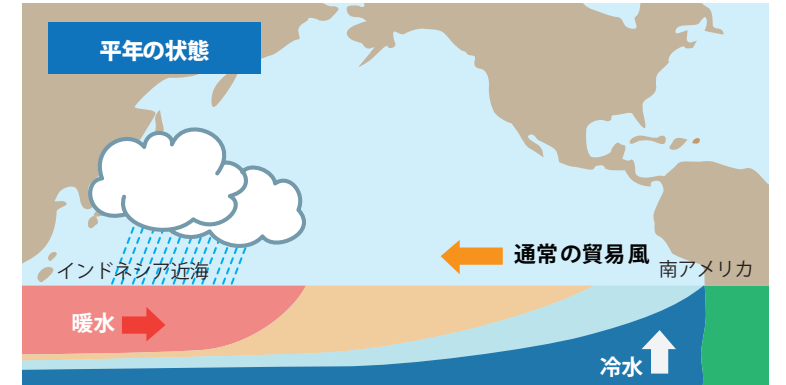 平年の状態
通常の貿易風
南アメリカ
インドネシア近海
暖水
冷水